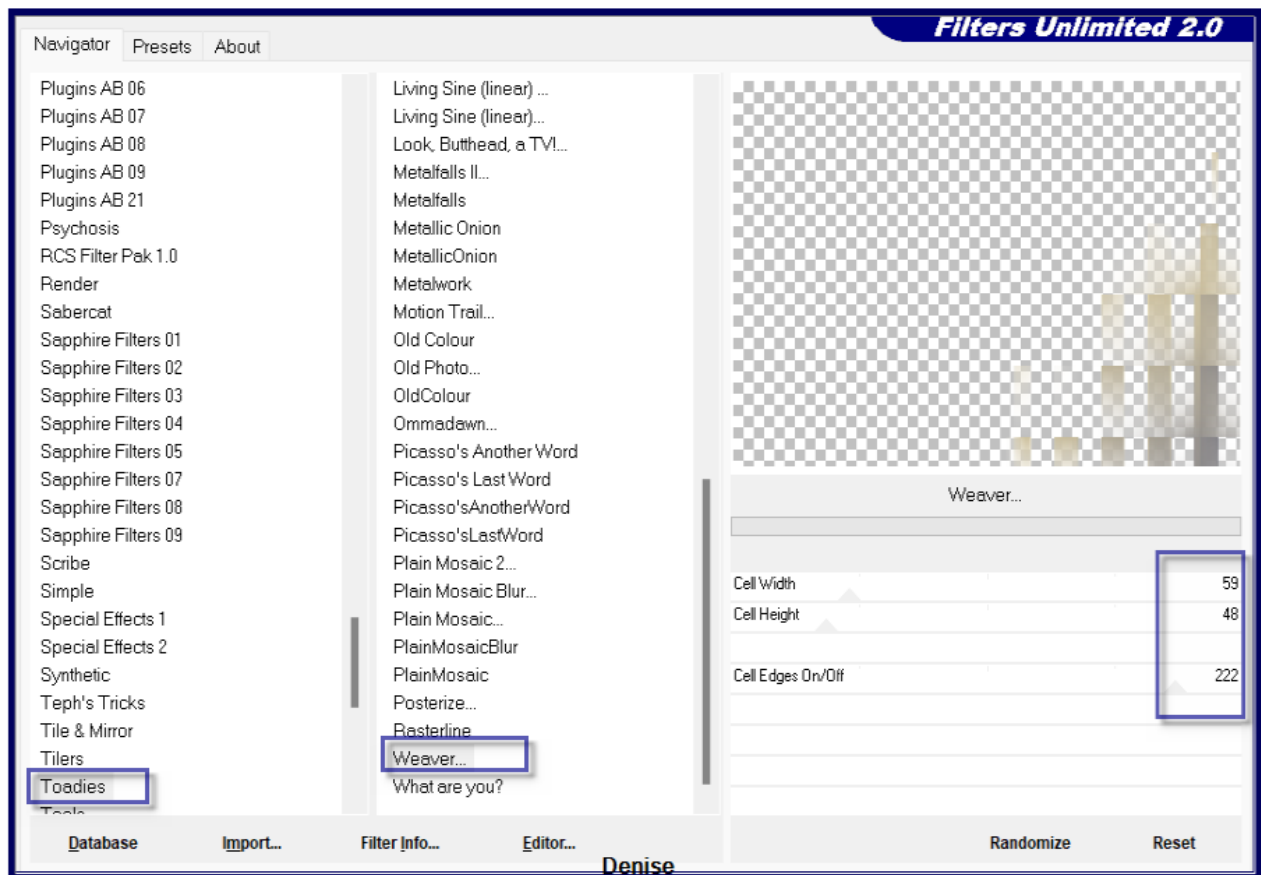 Filters Unlimited 2.0
Navigator Presets About
Plugins AB 06
Plugins AB 07
Plugins AB 08
Plugins AB 09
Plugins AB 21
Psychosis
RCS Filter Pak 1.0
Render
Sabercat
Sapphire Filters 01
Sapphire Filters 02
Sapphire Filters 03
Sapphire Filters 04
Sapphire Filters 05
Sapphire Filters 07
Sapphire Filters 08
Sapphire Filters 09
Scribe
Simple
Special Effects 1
Special Effects 2
Synthetic
Teph's Tricks
Tile & Mirror
Tilers
Toadies
Tools
Living Sine (linear) ...
Living Sine (linear)...
Look, Butthead, a TV!...
Metalfalls II...
Metalfalls
Metallic Onion
MetallicOnion
Metalwork
Motion Trail...
Old Colour
Old Photo...
OldColour
Ommadawn...
Picasso's Another Word
Picasso's Last Word
Picasso'sAnotherWord
Picasso'sLastWord
Plain Mosaic 2...
Plain Mosaic Blur...
Plain Mosaic...
PlainMosaicBlur
PlainMosaic
Posterize...
Rasterline
Weaver...
What are you?
Weaver...
Cell Width 59
Cell Height 48
Cell Edges On/Off 222
Database Import... Filter Info... Editor... Randomize Reset
Denise